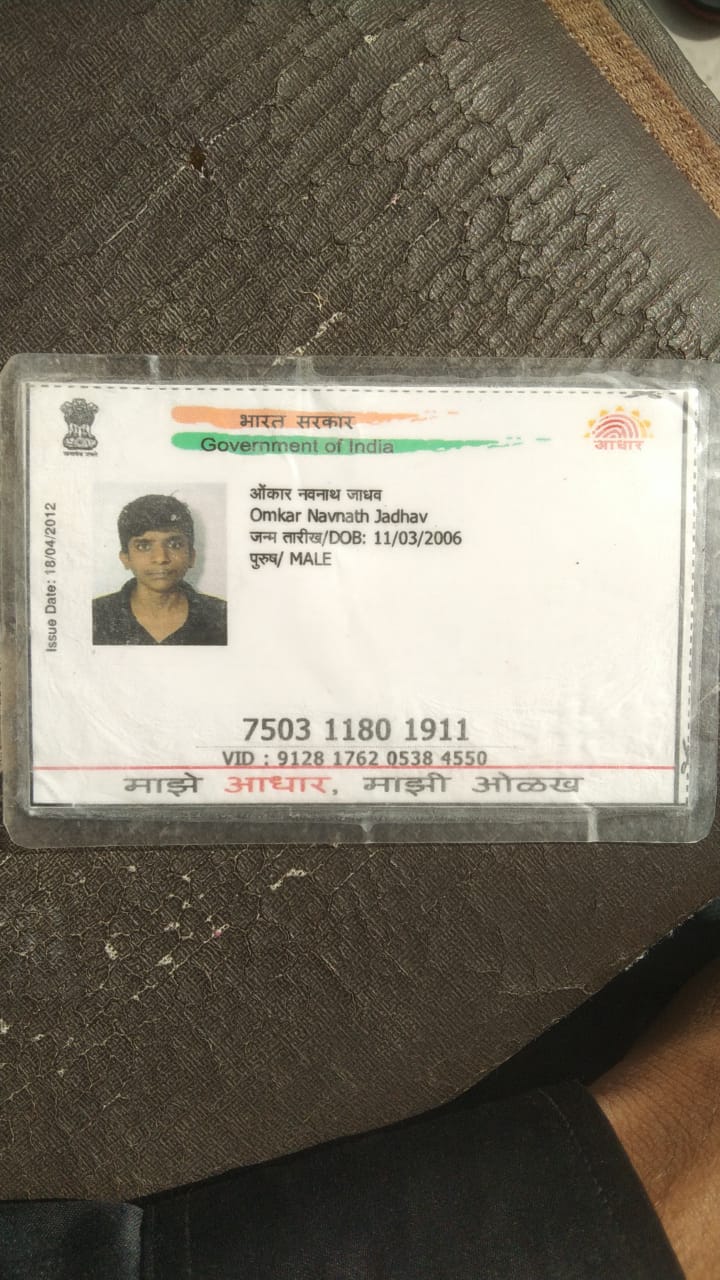 भारत सरकार
Government of India
आधार
Issue Date: 18/04/2012
ओंकार नवनाथ जाधव
Omkar Navnath Jadhav
जन्म तारीख/DOB: 11/03/2006
पुरुष/ MALE
7503 1180 1911
VID : 9128 1762 0538 4550
माझे आधार, माझी ओळख